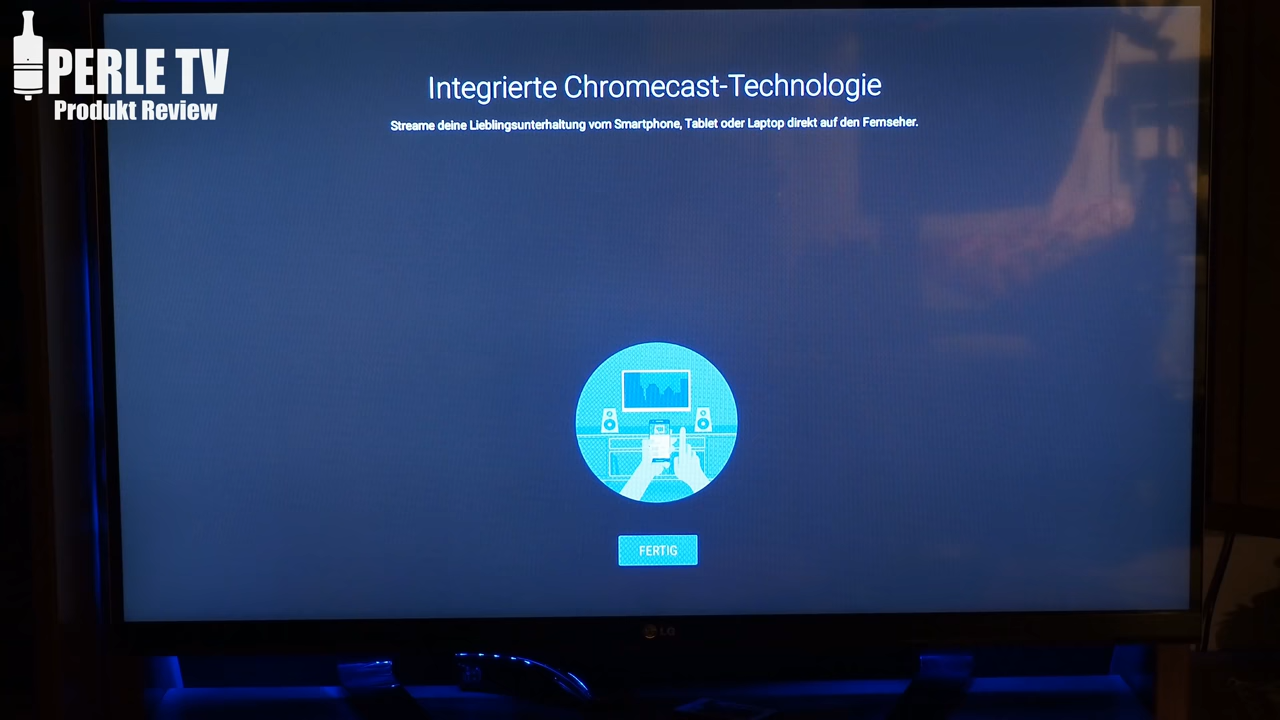 PERLE TV
Produkt Review
Integrierte Chromecast-Technologie
Streame deine Lieblingsunterhaltung vom Smartphone, Tablet oder Laptop direkt auf den Fernseher.
FERTIG
LG